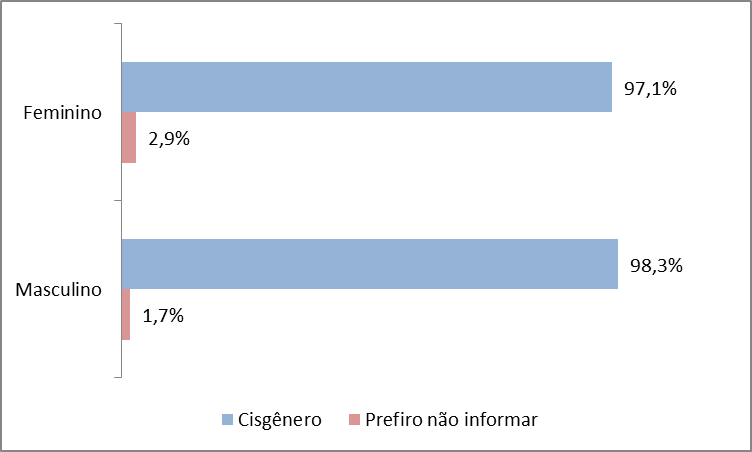 Feminino
97,1%
2,9%
Masculino
98,3%
1,7%
Cisgênero Prefiro não informar